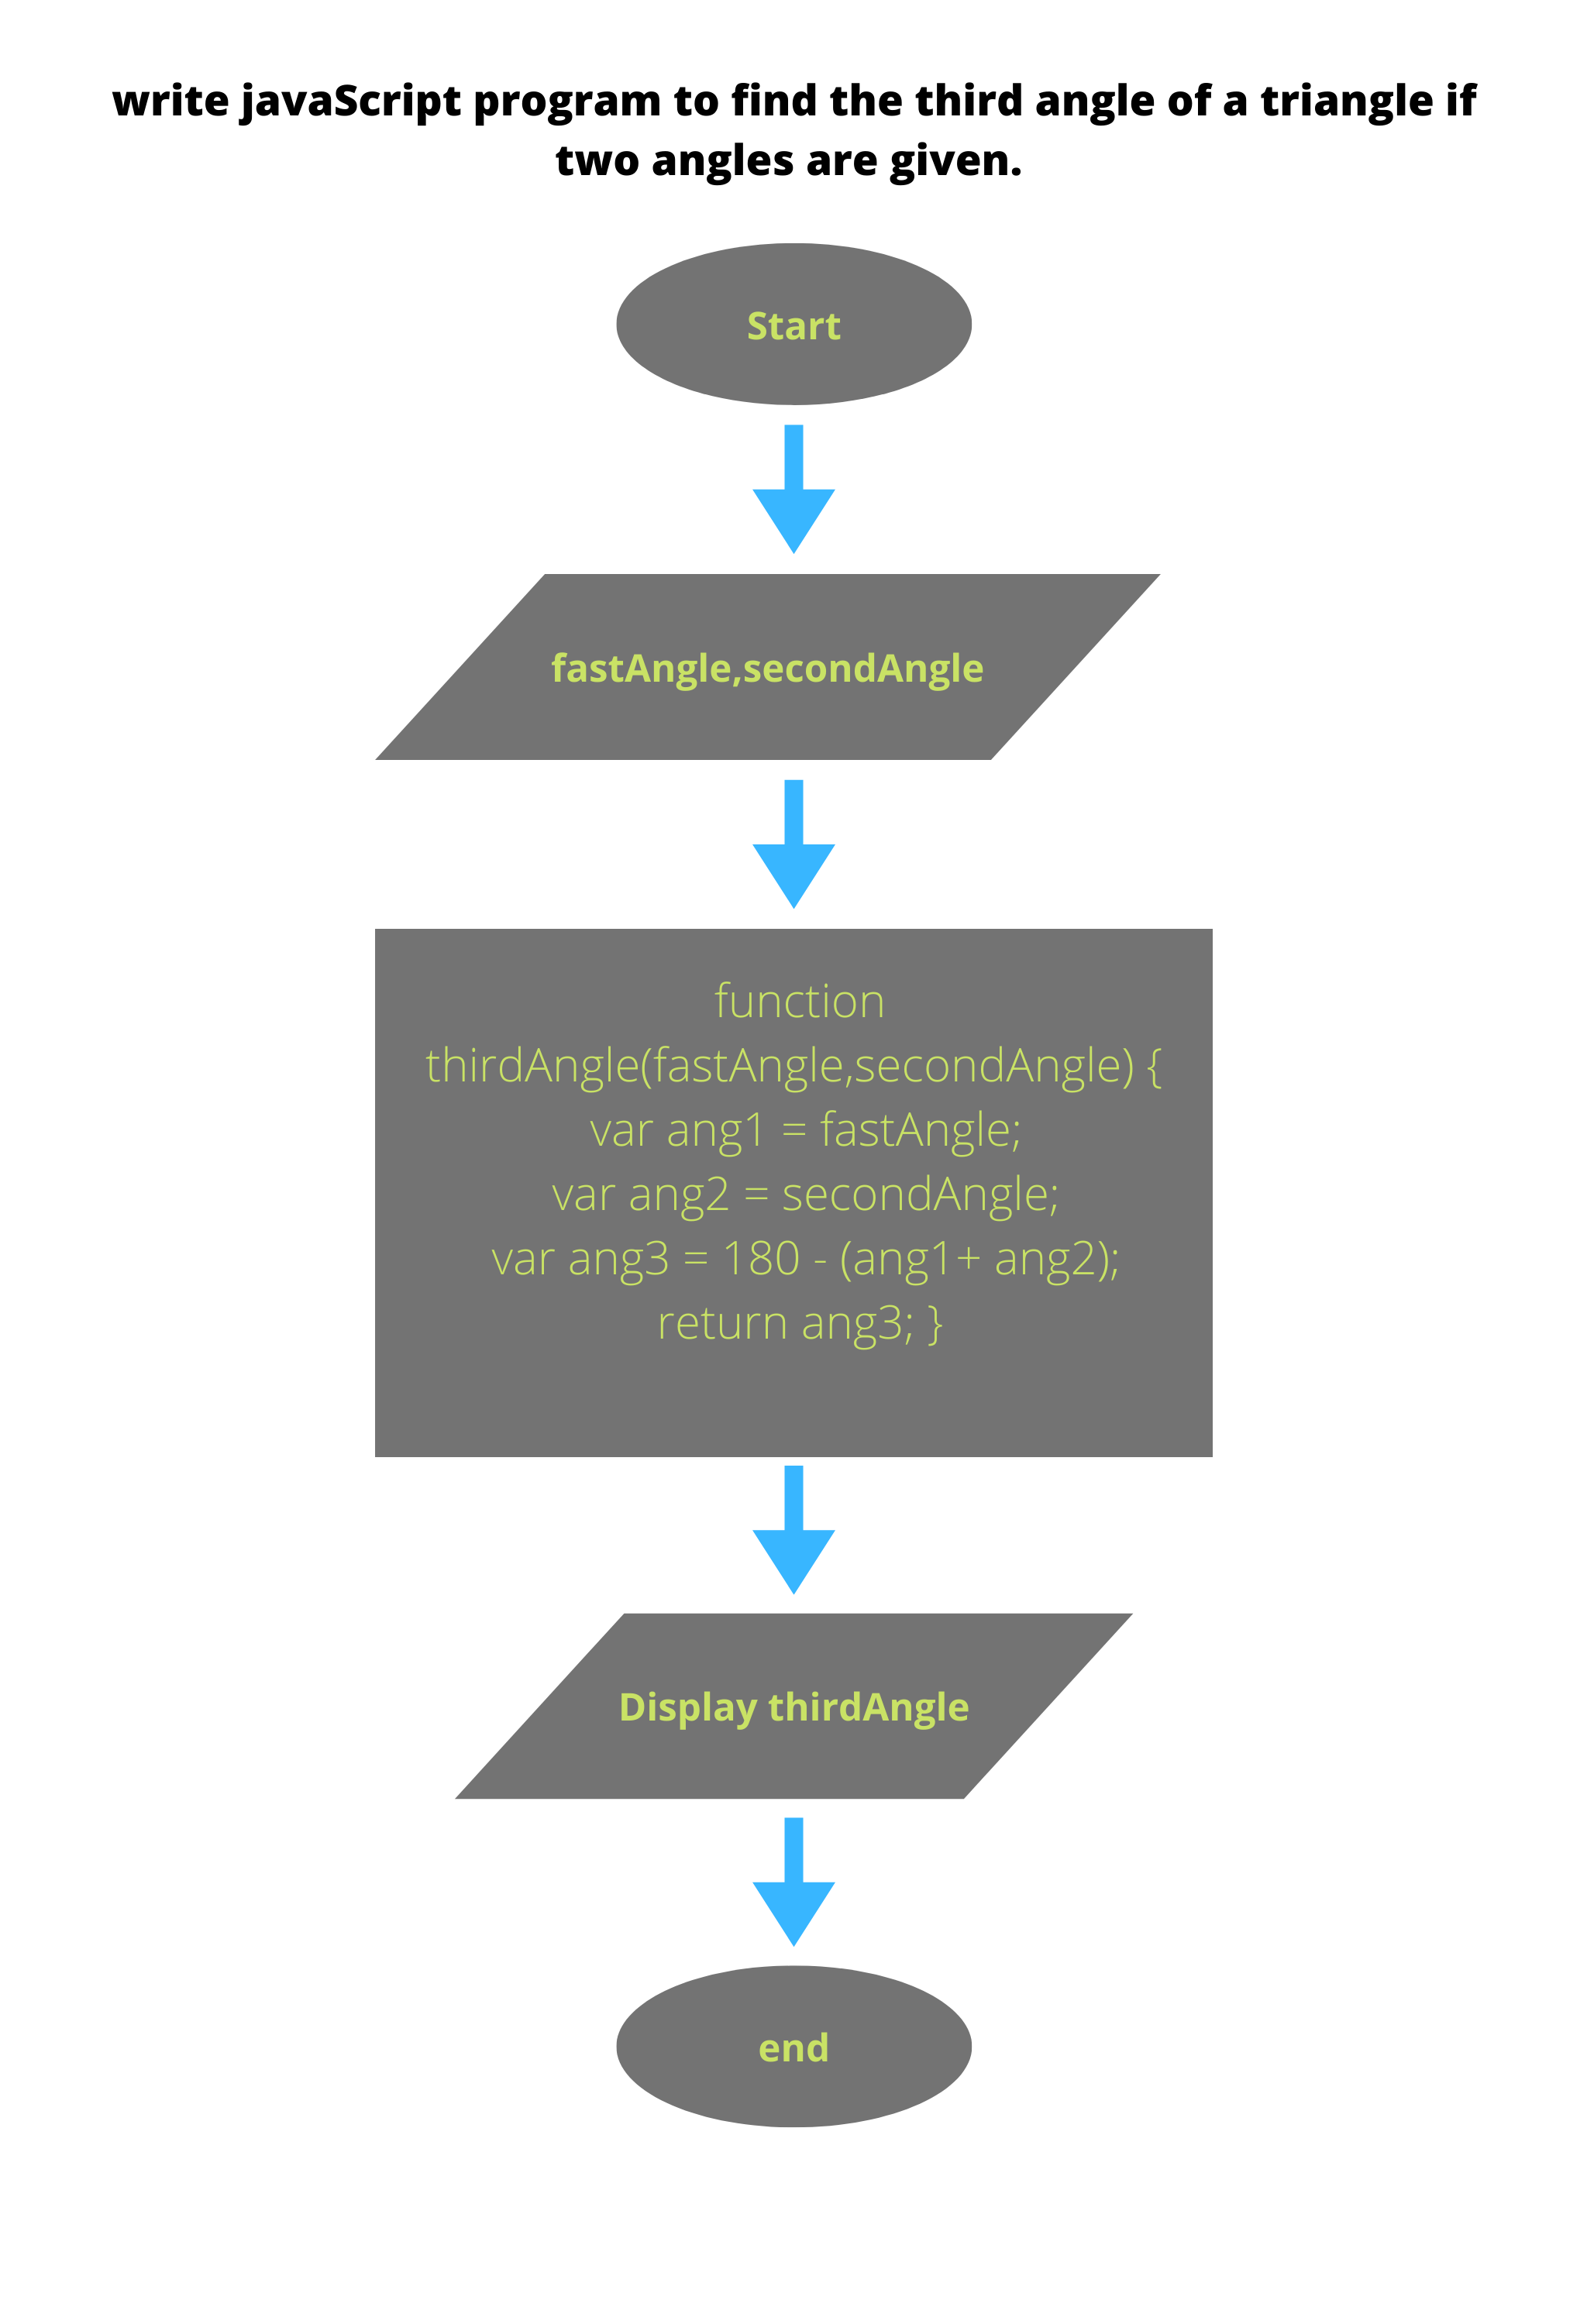 write javaScript program to find the third angle of a triangle if
two angles are given.
Start
fastAngle,secondAngle
function
thirdAngle(fastAngle,secondAngle) {
var ang1 = fastAngle;
var ang2 = secondAngle;
var ang3 = 180 - (ang1+ ang2);
return ang3; }
Display thirdAngle
end